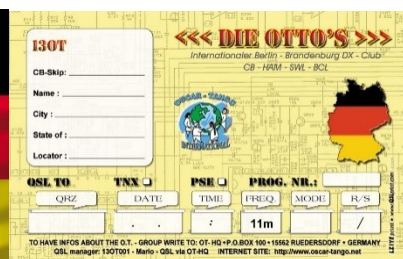 13OT
<<< DIE OTTO'S >>>
Internationaler Berlin - Brandenburg DX - Club
CB - HAM - SWL - BCL
CB-Skip:
Name :
City :
State of :
Locator :
OSCAR - TANGO
INTERNATIONAL
QSL TO TNX PSE PROG. NR.:
QRZ DATE TIME FREQ. MODE R/S
. . : 11m /
TO HAVE INFOS ABOUT THE O.T. - GROUP WRITE TO: OT- HQ •P.O.BOX 100 •15562 RUEDERSDORF • GERMANY
QSL manager: 13OT001 - Mario - QSL via OT-HQ INTERNET SITE: http://www.oscar-tango.net